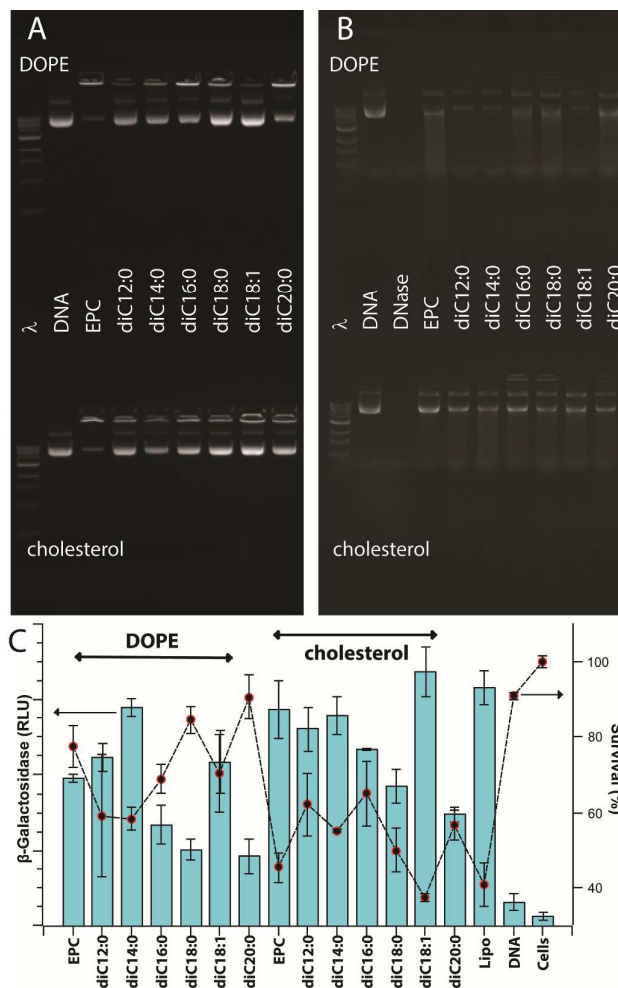 A
DOPE
λ
DNA
EPC
diC12:0
diC14:0
diC16:0
diC18:0
diC18:1
diC20:0
cholesterol
B
DOPE
λ
DNA
DNase
EPC
diC12:0
diC14:0
diC16:0
diC18:0
diC18:1
diC20:0
cholesterol
C
DOPE
cholesterol
β-Galactosidase (RLU)
100
80
60
40
Survival (%)
EPC
diC12:0
diC14:0
diC16:0
diC18:0
diC18:1
diC20:0
EPC
diC12:0
diC14:0
diC16:0
diC18:0
diC18:1
diC20:0
Lipo
DNA
Cells